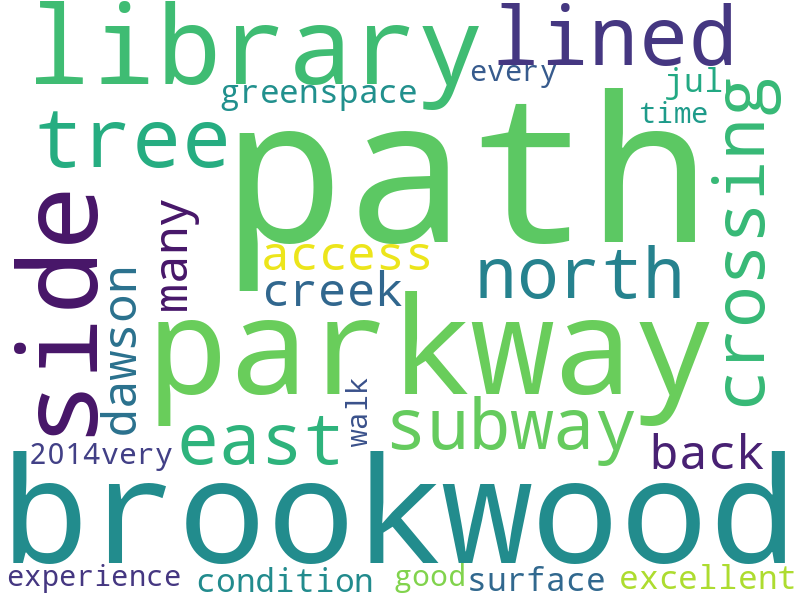 library
lined
every
greenspace
jul
time
tree
path
crossing
side
many
access
north
creek
dawson
parkway
walk
subway
east
back
2014very
brookwood
experience
condition
good
surface
excellent